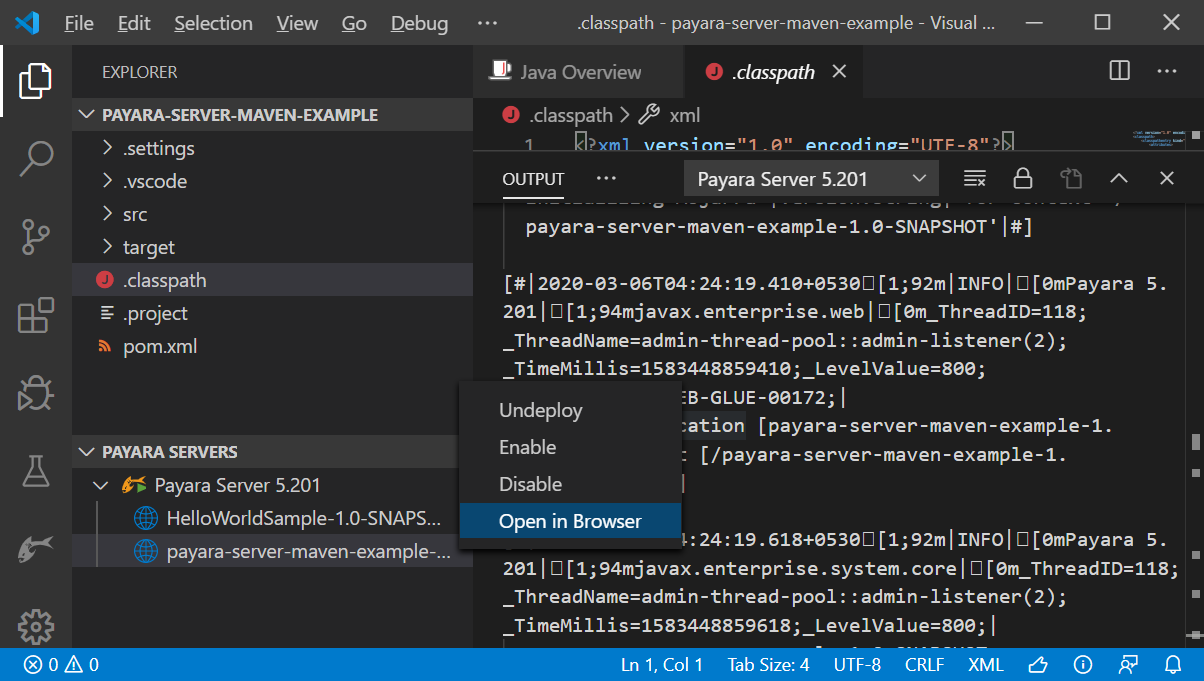 File Edit Selection View Go Debug ··· .classpath - payara-server-maven-example - Visual ...
EXPLORER
PAYARA-SERVER-MAVEN-EXAMPLE
.settings
.vscode
src
target
.classpath
.project
pom.xml
PAYARA SERVERS
Payara Server 5.201
HelloWorldSample-1.0-SNAPS...
payara-server-maven-example-...
Java Overview
.classpath
.classpath > xml
1 <?xml version="1.0" encoding="UTF-8"?>
OUTPUT ··· Payara Server 5.201
payara-server-maven-example-1.0-SNAPSHOT'|#]
[#|2020-03-06T04:24:19.410+0530□[1;92m|INFO|□[0mPayara 5.
201|□[1;94mjavax.enterprise.web|□[0m_ThreadID=118;
_ThreadName=admin-thread-pool::admin-listener(2);
_TimeMillis=1583448859410;_LevelValue=800;
EB-GLUE-00172;|
cation [payara-server-maven-example-1.
[/payara-server-maven-example-1.
Undeploy
Enable
Disable
Open in Browser
4:24:19.618+0530□[1;92m|INFO|□[0mPayara 5.
201|□[1;94mjavax.enterprise.system.core|□[0m_ThreadID=118;
_ThreadName=admin-thread-pool::admin-listener(2);
_TimeMillis=1583448859618;_LevelValue=800;|
0 0 Ln 1, Col 1 Tab Size: 4 UTF-8 CRLF XML